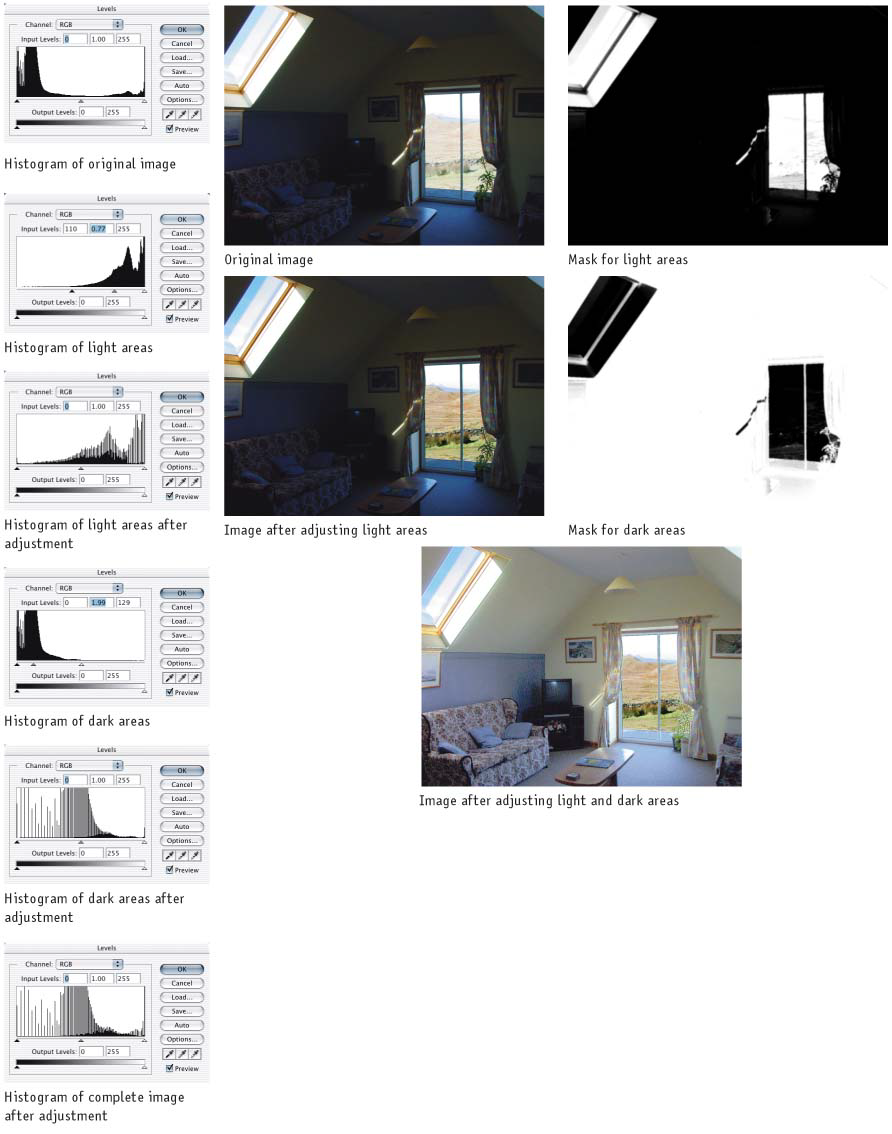 Levels
Channel: RGB
Input Levels: 0 1.00 255
Output Levels: 0 255
OK
Cancel
Load...
Save...
Auto
Options...
Preview
Histogram of original image
Original image
Mask for light areas
Levels
Channel: RGB
Input Levels: 110 0.77 255
Output Levels: 0 255
OK
Cancel
Load...
Save...
Auto
Options...
Preview
Histogram of light areas
Levels
Channel: RGB
Input Levels: 0 1.00 255
Output Levels: 0 255
OK
Cancel
Load...
Save...
Auto
Options...
Preview
Histogram of light areas after
adjustment
Image after adjusting light areas
Mask for dark areas
Levels
Channel: RGB
Input Levels: 0 1.99 129
Output Levels: 0 255
OK
Cancel
Load...
Save...
Auto
Options...
Preview
Histogram of dark areas
Levels
Channel: RGB
Input Levels: 0 1.00 255
Output Levels: 0 255
OK
Cancel
Load...
Save...
Auto
Options...
Preview
Histogram of dark areas after
adjustment
Image after adjusting light and dark areas
Levels
Channel: RGB
Input Levels: 0 1.00 255
Output Levels: 0 255
OK
Cancel
Load...
Save...
Auto
Options...
Preview
Histogram of complete image
after adjustment